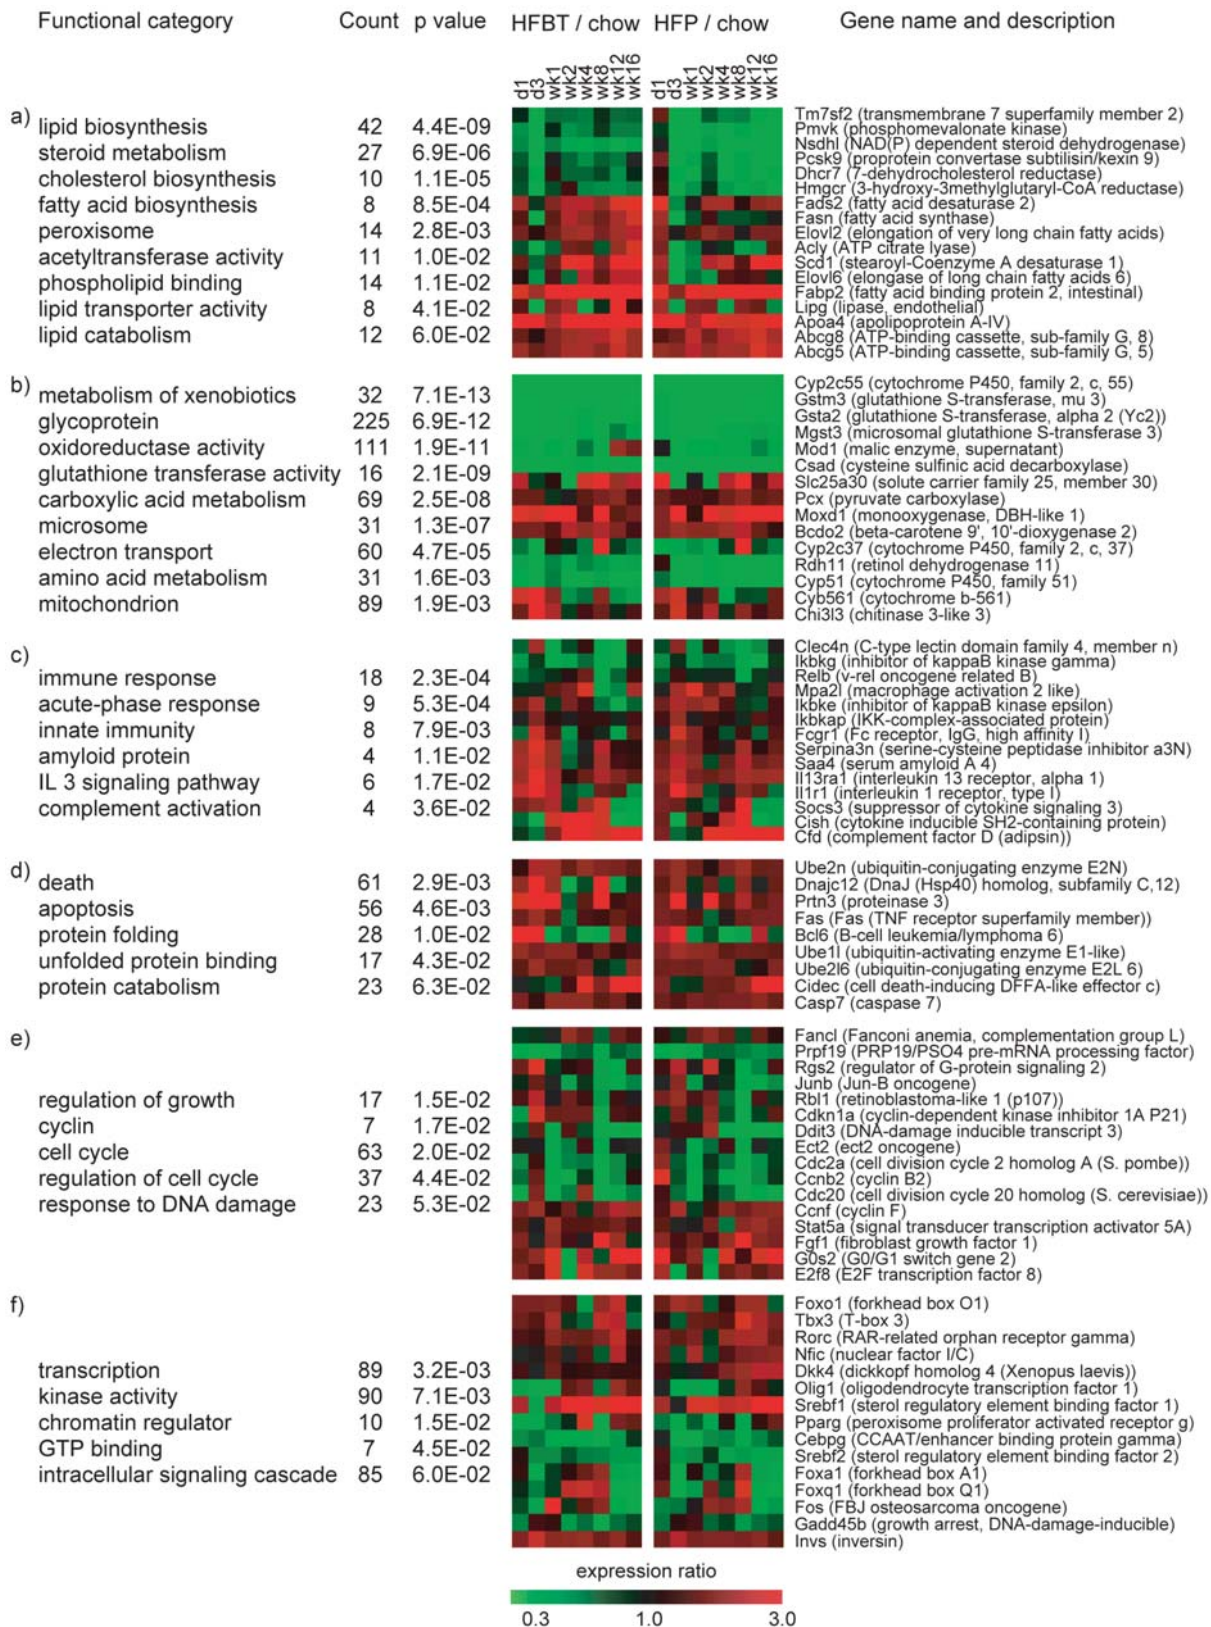 Functional category Count p value HFBT / chow HFP / chow Gene name and description
d1 d3 wk1 wk2 wk4 wk8 wk12 wk16 d1 d3 wk1 wk2 wk4 wk8 wk12 wk16
a)
lipid biosynthesis 42 4.4E-09
steroid metabolism 27 6.9E-06
cholesterol biosynthesis 10 1.1E-05
fatty acid biosynthesis 8 8.5E-04
peroxisome 14 2.8E-03
acetyltransferase activity 11 1.0E-02
phospholipid binding 14 1.1E-02
lipid transporter activity 8 4.1E-02
lipid catabolism 12 6.0E-02
Tm7sf2 (transmembrane 7 superfamily member 2)
Pmvk (phosphomevalonate kinase)
Nsdhl (NAD(P) dependent steroid dehydrogenase)
Pcsk9 (proprotein convertase subtilisin/kexin 9)
Dhcr7 (7-dehydrocholesterol reductase)
Hmgcr (3-hydroxy-3methylglutaryl-CoA reductase)
Fads2 (fatty acid desaturase 2)
Fasn (fatty acid synthase)
Elovl2 (elongation of very long chain fatty acids)
Acly (ATP citrate lyase)
Scd1 (stearoyl-Coenzyme A desaturase 1)
Elovl6 (elongase of long chain fatty acids 6)
Fabp2 (fatty acid binding protein 2, intestinal)
Lipg (lipase, endothelial)
Apoa4 (apolipoprotein A-IV)
Abcg8 (ATP-binding cassette, sub-family G, 8)
Abcg5 (ATP-binding cassette, sub-family G, 5)
b)
metabolism of xenobiotics 32 7.1E-13
glycoprotein 225 6.9E-12
oxidoreductase activity 111 1.9E-11
glutathione transferase activity 16 2.1E-09
carboxylic acid metabolism 69 2.5E-08
microsome 31 1.3E-07
electron transport 60 4.7E-05
amino acid metabolism 31 1.6E-03
mitochondrion 89 1.9E-03
Cyp2c55 (cytochrome P450, family 2, c, 55)
Gstm3 (glutathione S-transferase, mu 3)
Gsta2 (glutathione S-transferase, alpha 2 (Yc2))
Mgst3 (microsomal glutathione S-transferase 3)
Mod1 (malic enzyme, supernatant)
Csad (cysteine sulfinic acid decarboxylase)
Slc25a30 (solute carrier family 25, member 30)
Pcx (pyruvate carboxylase)
Moxd1 (monooxygenase, DBH-like 1)
Bcdo2 (beta-carotene 9', 10'-dioxygenase 2)
Cyp2c37 (cytochrome P450, family 2, c, 37)
Rdh11 (retinol dehydrogenase 11)
Cyp51 (cytochrome P450, family 51)
Cyb561 (cytochrome b-561)
Chi3l3 (chitinase 3-like 3)
c)
immune response 18 2.3E-04
acute-phase response 9 5.3E-04
innate immunity 8 7.9E-03
amyloid protein 4 1.1E-02
IL 3 signaling pathway 6 1.7E-02
complement activation 4 3.6E-02
Clec4n (C-type lectin domain family 4, member n)
Ikbkg (inhibitor of kappaB kinase gamma)
Relb (v-rel oncogene related B)
Mpa2l (macrophage activation 2 like)
Ikbke (inhibitor of kappaB kinase epsilon)
Ikbkap (IKK-complex-associated protein)
Fcgr1 (Fc receptor, IgG, high affinity I)
Serpina3n (serine-cysteine peptidase inhibitor a3N)
Saa4 (serum amyloid A 4)
Il13ra1 (interleukin 13 receptor, alpha 1)
Il1r1 (interleukin 1 receptor, type I)
Socs3 (suppressor of cytokine signaling 3)
Cish (cytokine inducible SH2-containing protein)
Cfd (complement factor D (adipsin))
d)
death 61 2.9E-03
apoptosis 56 4.6E-03
protein folding 28 1.0E-02
unfolded protein binding 17 4.3E-02
protein catabolism 23 6.3E-02
Ube2n (ubiquitin-conjugating enzyme E2N)
Dnajc12 (DnaJ (Hsp40) homolog, subfamily C,12)
Prtn3 (proteinase 3)
Fas (Fas (TNF receptor superfamily member))
Bcl6 (B-cell leukemia/lymphoma 6)
Ube1l (ubiquitin-activating enzyme E1-like)
Ube2l6 (ubiquitin-conjugating enzyme E2L 6)
Cidec (cell death-inducing DFFA-like effector c)
Casp7 (caspase 7)
e)
regulation of growth 17 1.5E-02
cyclin 7 1.7E-02
cell cycle 63 2.0E-02
regulation of cell cycle 37 4.4E-02
response to DNA damage 23 5.3E-02
Fancl (Fanconi anemia, complementation group L)
Prpf19 (PRP19/PSO4 pre-mRNA processing factor)
Rgs2 (regulator of G-protein signaling 2)
Junb (Jun-B oncogene)
Rbl1 (retinoblastoma-like 1 (p107))
Cdkn1a (cyclin-dependent kinase inhibitor 1A P21)
Ddit3 (DNA-damage inducible transcript 3)
Ect2 (ect2 oncogene)
Cdc2a (cell division cycle 2 homolog A (S. pombe))
Ccnb2 (cyclin B2)
Cdc20 (cell division cycle 20 homolog (S. cerevisiae))
Ccnf (cyclin F)
Stat5a (signal transducer transcription activator 5A)
Fgf1 (fibroblast growth factor 1)
G0s2 (G0/G1 switch gene 2)
E2f8 (E2F transcription factor 8)
f)
transcription 89 3.2E-03
kinase activity 90 7.1E-03
chromatin regulator 10 1.5E-02
GTP binding 7 4.5E-02
intracellular signaling cascade 85 6.0E-02
Foxo1 (forkhead box O1)
Tbx3 (T-box 3)
Rorc (RAR-related orphan receptor gamma)
Nfic (nuclear factor I/C)
Dkk4 (dickkopf homolog 4 (Xenopus laevis))
Olig1 (oligodendrocyte transcription factor 1)
Srebf1 (sterol regulatory element binding factor 1)
Pparg (peroxisome proliferator activated receptor g)
Cebpg (CCAAT/enhancer binding protein gamma)
Srebf2 (sterol regulatory element binding factor 2)
Foxa1 (forkhead box A1)
Foxq1 (forkhead box Q1)
Fos (FBJ osteosarcoma oncogene)
Gadd45b (growth arrest, DNA-damage-inducible)
Invs (inversin)
expression ratio
0.3 1.0 3.0